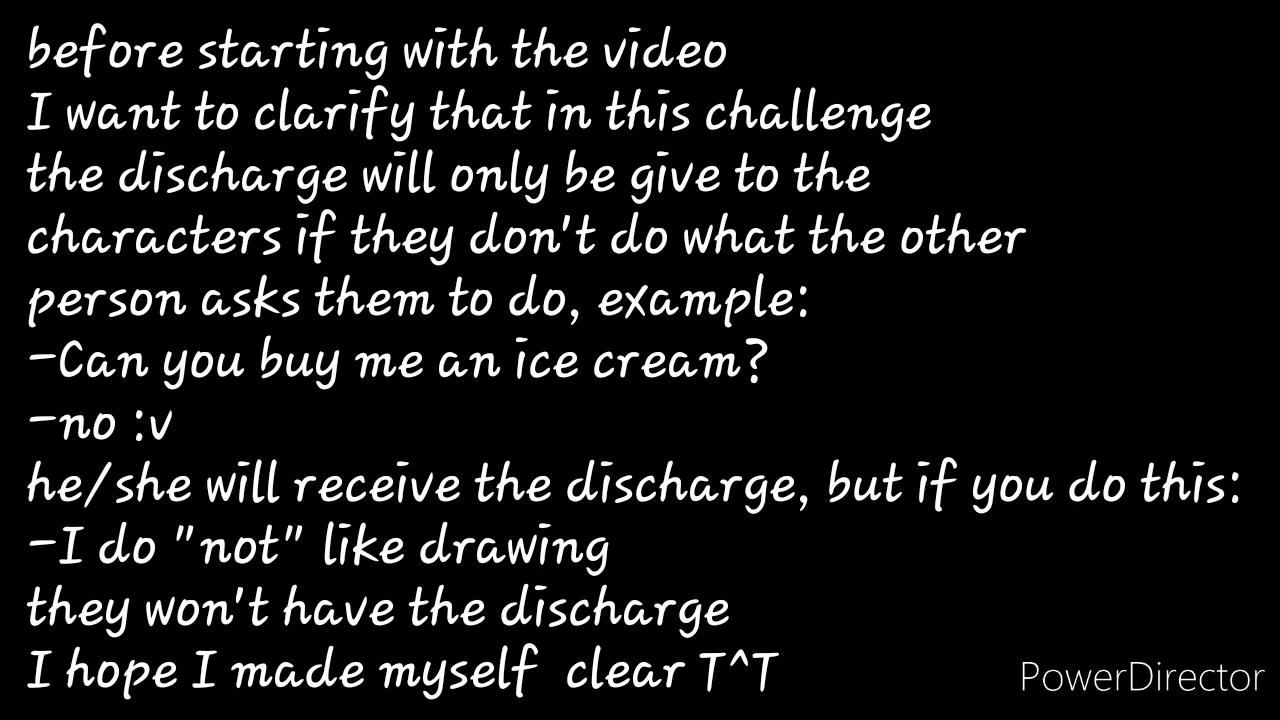 before starting with the video
I want to clarify that in this challenge
the discharge will only be give to the
characters if they don't do what the other
person asks them to do, example:
-Can you buy me an ice cream?
-no :v
he/she will receive the discharge, but if you do this:
-I do "not" like drawing
they won't have the discharge
I hope I made myself  clear T^T
PowerDirector